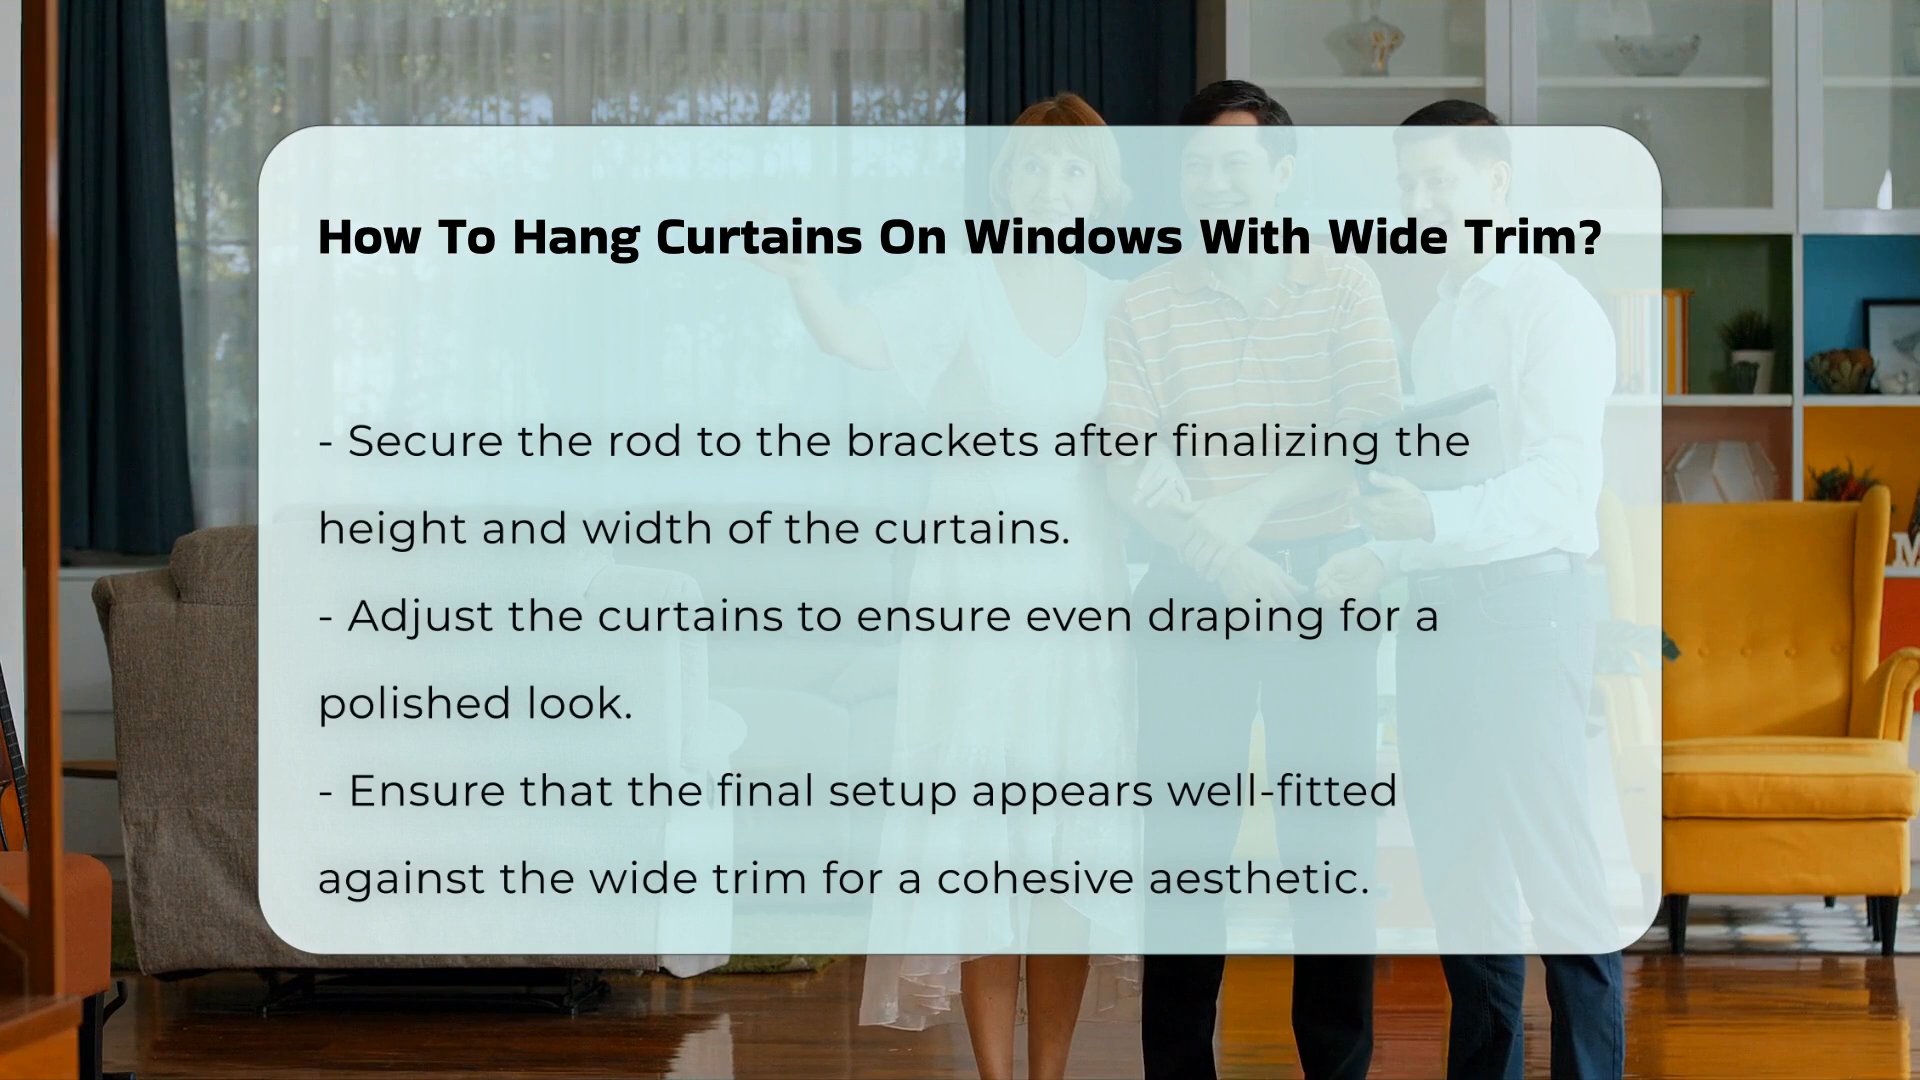 How To Hang Curtains On Windows With Wide Trim?
- Secure the rod to the brackets after finalizing the
height and width of the curtains.
- Adjust the curtains to ensure even draping for a
polished look.
- Ensure that the final setup appears well-fitted
against the wide trim for a cohesive aesthetic.
M